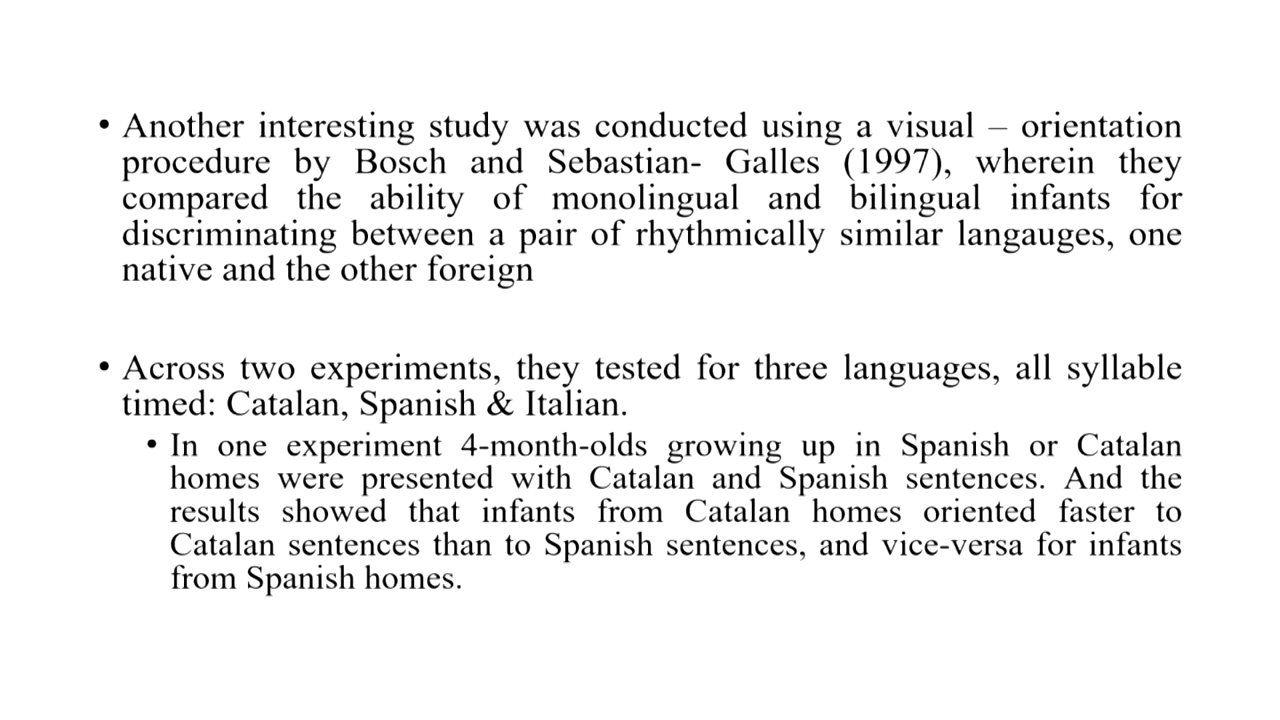 • Another interesting study was conducted using a visual – orientation
procedure by Bosch and Sebastian- Galles (1997), wherein they
compared the ability of monolingual and bilingual infants for
discriminating between a pair of rhythmically similar langauges, one
native and the other foreign
• Across two experiments, they tested for three languages, all syllable
timed: Catalan, Spanish & Italian.
• In one experiment 4-month-olds growing up in Spanish or Catalan
homes were presented with Catalan and Spanish sentences. And the
results showed that infants from Catalan homes oriented faster to
Catalan sentences than to Spanish sentences, and vice-versa for infants
from Spanish homes.